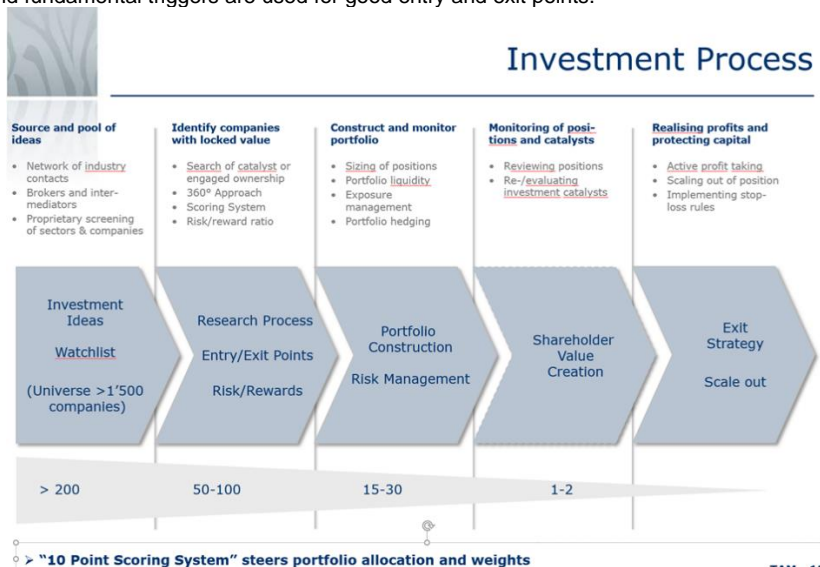 nd fundamental triggers are used for good entry and exit points.
Investment Process
Source and pool of
ideas
• Network of industry
contacts
• Brokers and inter-
mediators
• Proprietary screening
of sectors & companies
Identify companies
with locked value
• Search of catalyst or
engaged ownership
• 360° Approach
• Scoring System
• Risk/reward ratio
Construct and monitor
portfolio
• Sizing of positions
• Portfolio liquidity
• Exposure
management
• Portfolio hedging
Monitoring of posi-
tions and catalysts
• Reviewing positions
• Re-/evaluating
investment catalysts
Realising profits and
protecting capital
• Active profit taking
• Scaling out of position
• Implementing stop-
loss rules
Investment
Ideas
Watchlist
(Universe >1'500
companies)
Research Process
Entry/Exit Points
Risk/Rewards
Portfolio
Construction
Risk Management
Shareholder
Value
Creation
Exit
Strategy
Scale out
> 200
50-100
15-30
1-2
➢ "10 Point Scoring System" steers portfolio allocation and weights